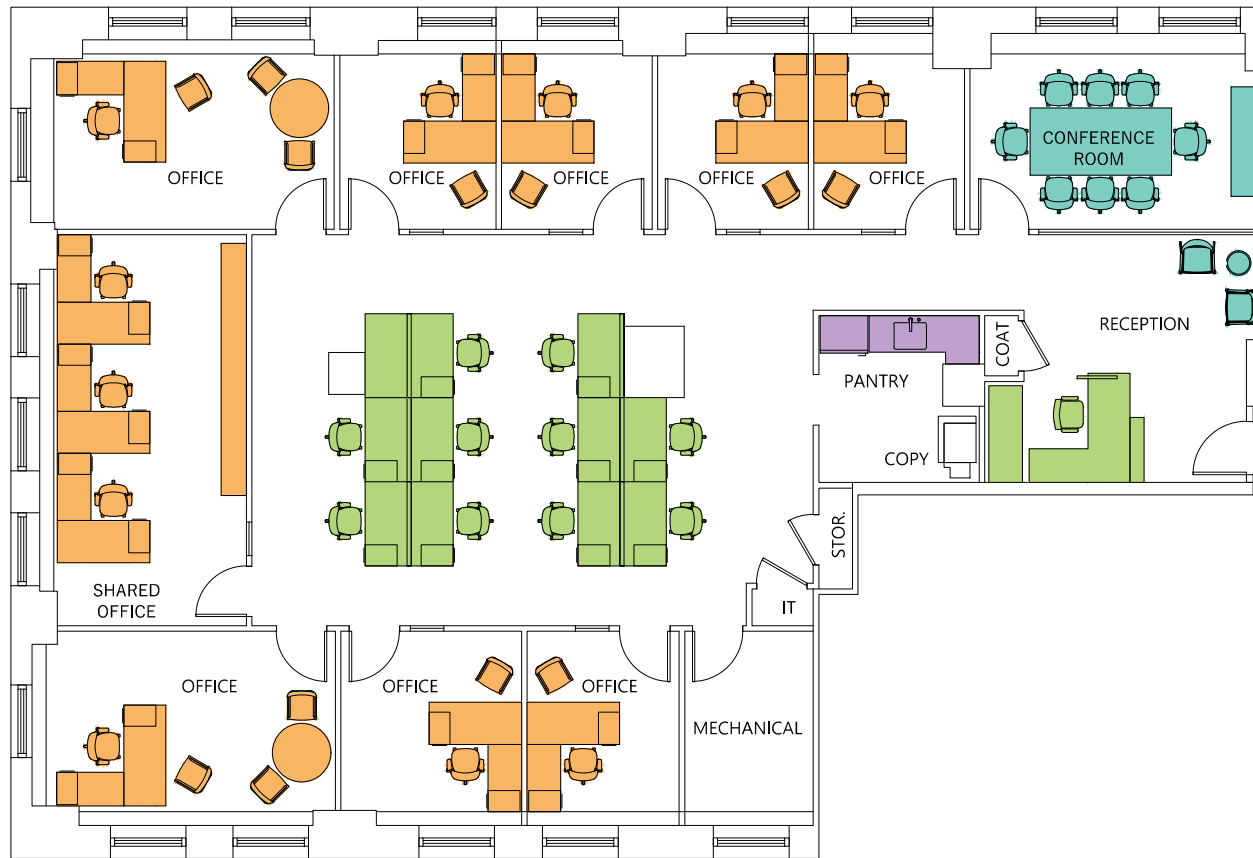 OFFICE
OFFICE
OFFICE
OFFICE
OFFICE
CONFERENCE
ROOM
RECEPTION
COAT
PANTRY
COPY
STOR.
IT
SHARED
OFFICE
OFFICE
OFFICE
OFFICE
MECHANICAL